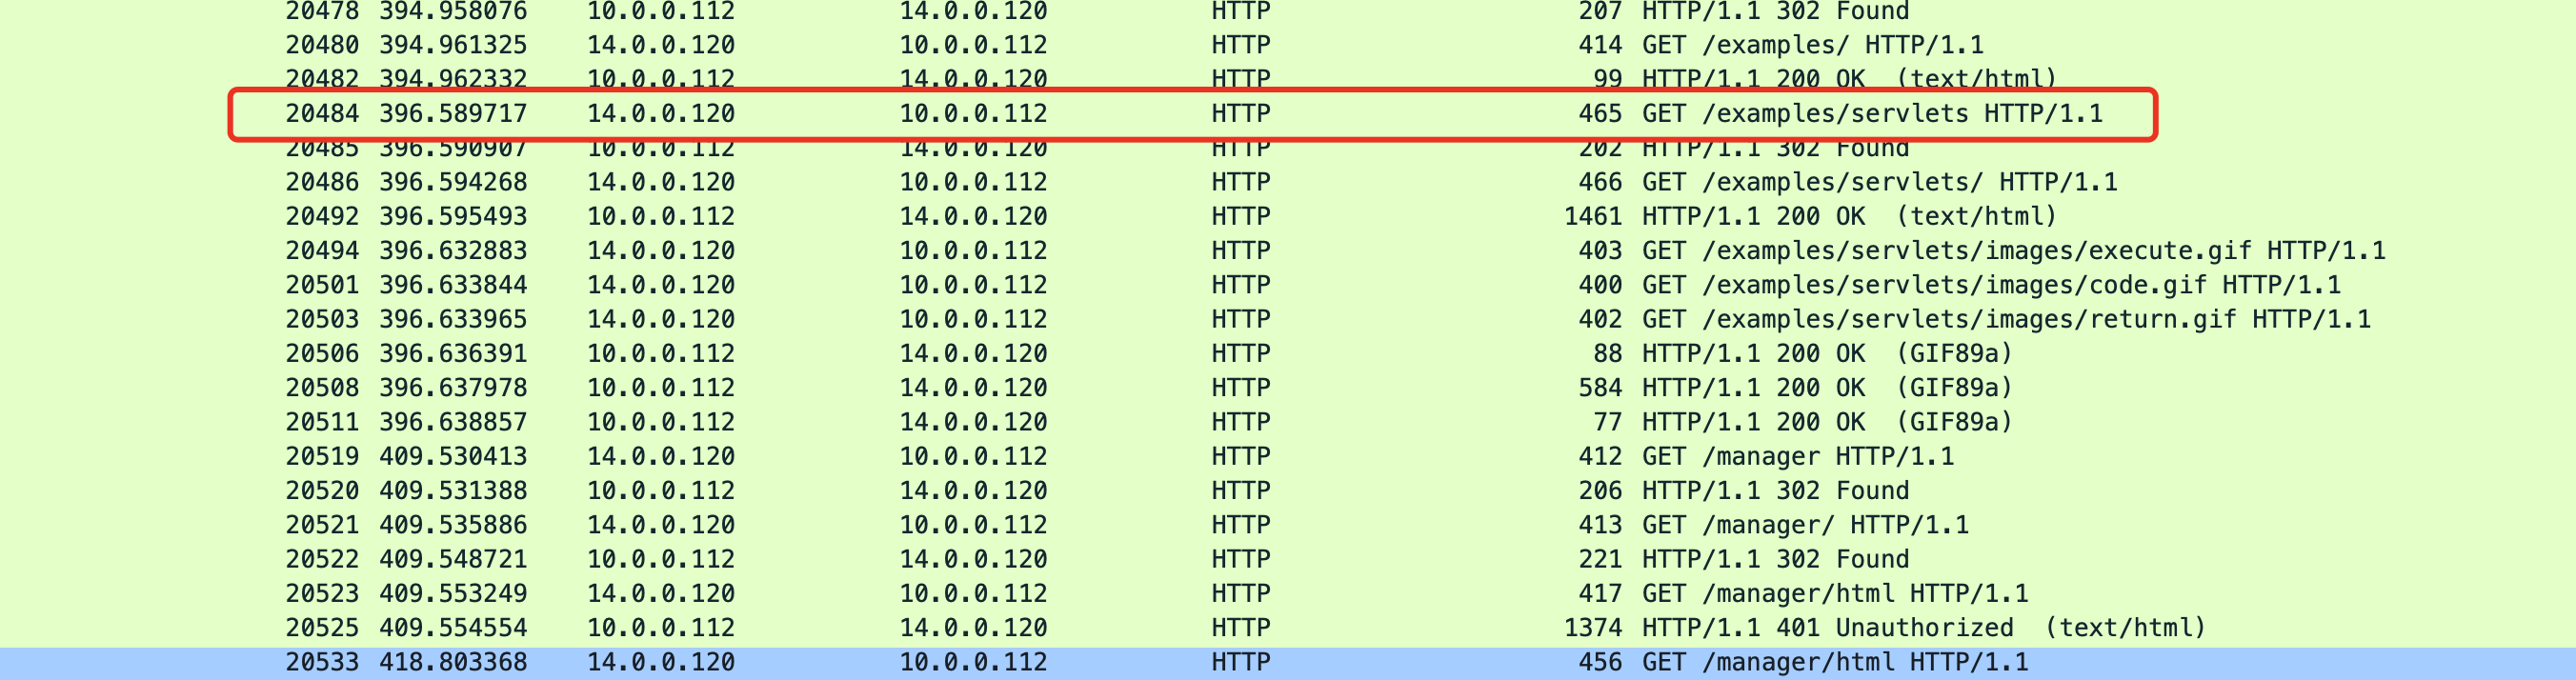 20478 394.958076 10.0.0.112 14.0.0.120 HTTP 207 HTTP/1.1 302 Found
20480 394.961325 14.0.0.120 10.0.0.112 HTTP 414 GET /examples/ HTTP/1.1
20482 394.962332 10.0.0.112 14.0.0.120 HTTP 99 HTTP/1.1 200 OK (text/html)
20484 396.589717 14.0.0.120 10.0.0.112 HTTP 465 GET /examples/servlets HTTP/1.1
20485 396.590907 10.0.0.112 14.0.0.120 HTTP 202 HTTP/1.1 302 Found
20486 396.594268 14.0.0.120 10.0.0.112 HTTP 466 GET /examples/servlets/ HTTP/1.1
20492 396.595493 10.0.0.112 14.0.0.120 HTTP 1461 HTTP/1.1 200 OK (text/html)
20494 396.632883 14.0.0.120 10.0.0.112 HTTP 403 GET /examples/servlets/images/execute.gif HTTP/1.1
20501 396.633844 14.0.0.120 10.0.0.112 HTTP 400 GET /examples/servlets/images/code.gif HTTP/1.1
20503 396.633965 14.0.0.120 10.0.0.112 HTTP 402 GET /examples/servlets/images/return.gif HTTP/1.1
20506 396.636391 10.0.0.112 14.0.0.120 HTTP 88 HTTP/1.1 200 OK (GIF89a)
20508 396.637978 10.0.0.112 14.0.0.120 HTTP 584 HTTP/1.1 200 OK (GIF89a)
20511 396.638857 10.0.0.112 14.0.0.120 HTTP 77 HTTP/1.1 200 OK (GIF89a)
20519 409.530413 14.0.0.120 10.0.0.112 HTTP 412 GET /manager HTTP/1.1
20520 409.531388 10.0.0.112 14.0.0.120 HTTP 206 HTTP/1.1 302 Found
20521 409.535886 14.0.0.120 10.0.0.112 HTTP 413 GET /manager/ HTTP/1.1
20522 409.548721 10.0.0.112 14.0.0.120 HTTP 221 HTTP/1.1 302 Found
20523 409.553249 14.0.0.120 10.0.0.112 HTTP 417 GET /manager/html HTTP/1.1
20525 409.554554 10.0.0.112 14.0.0.120 HTTP 1374 HTTP/1.1 401 Unauthorized (text/html)
20533 418.803368 14.0.0.120 10.0.0.112 HTTP 456 GET /manager/html HTTP/1.1